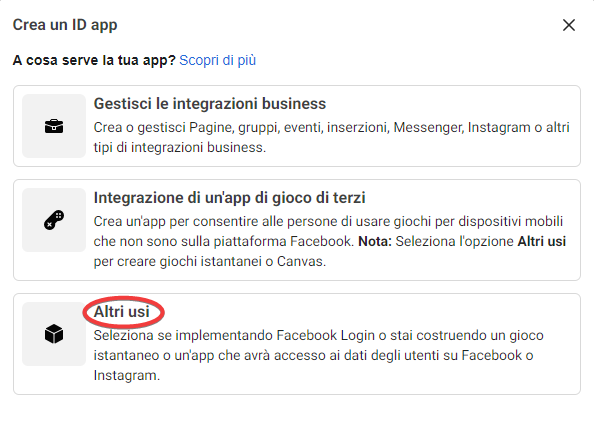 Crea un ID app
A cosa serve la tua app? Scopri di più
Gestisci le integrazioni business
Crea o gestisci Pagine, gruppi, eventi, inserzioni, Messenger, Instagram o altri
tipi di integrazioni business.
Integrazione di un'app di gioco di terzi
Crea un'app per consentire alle persone di usare giochi per dispositivi mobili
che non sono sulla piattaforma Facebook. Nota: Seleziona l'opzione Altri usi
per creare giochi istantanei o Canvas.
Altri usi
Seleziona se implementando Facebook Login o stai costruendo un gioco
istantaneo o un'app che avrà accesso ai dati degli utenti su Facebook o
Instagram.